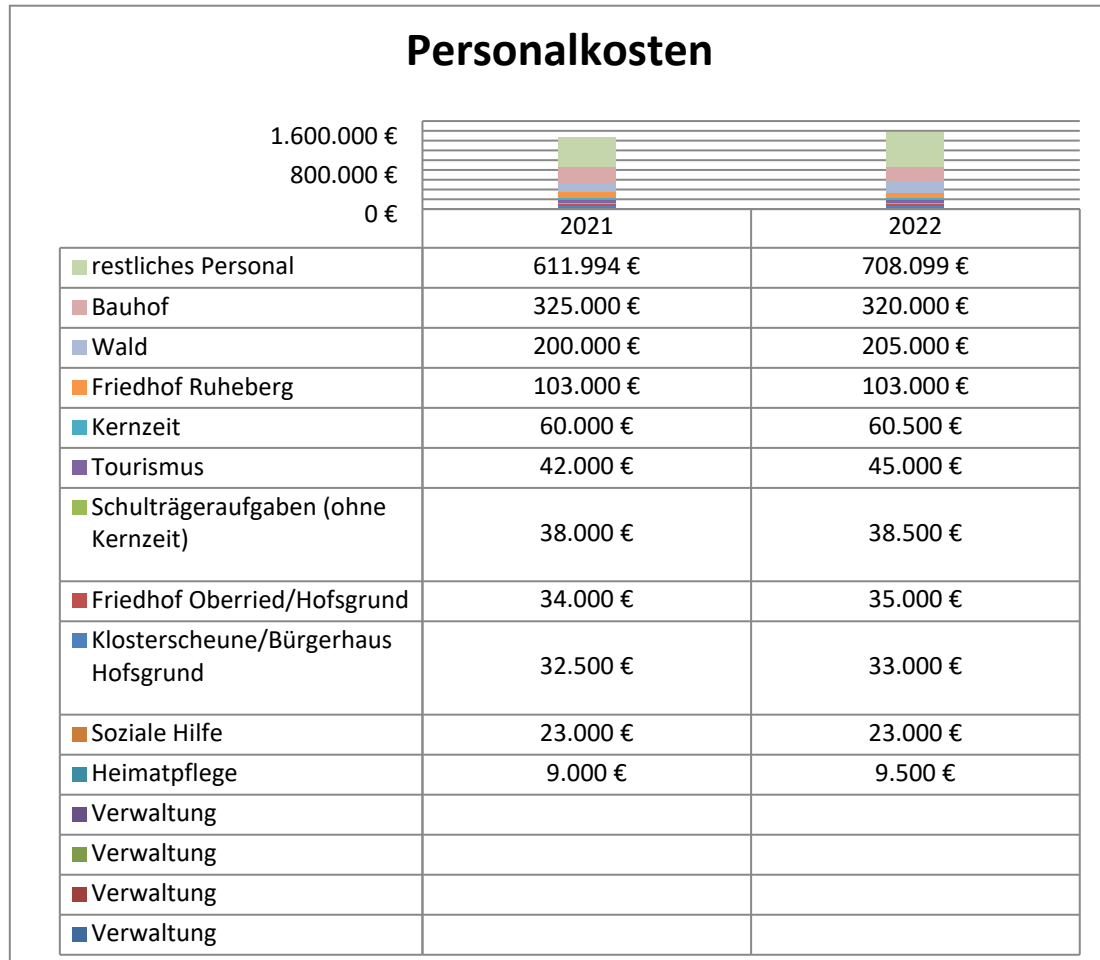 Personalkosten
1.600.000 €
800.000 €
0 €
2021 2022
restliches Personal 611.994 € 708.099 €
Bauhof 325.000 € 320.000 €
Wald 200.000 € 205.000 €
Friedhof Ruheberg 103.000 € 103.000 €
Kernzeit 60.000 € 60.500 €
Tourismus 42.000 € 45.000 €
Schulträgeraufgaben (ohne
Kernzeit) 38.000 € 38.500 €
Friedhof Oberried/Hofsgrund 34.000 € 35.000 €
Klosterscheune/Bürgerhaus
Hofsgrund 32.500 € 33.000 €
Soziale Hilfe 23.000 € 23.000 €
Heimatpflege 9.000 € 9.500 €
Verwaltung
Verwaltung
Verwaltung
Verwaltung